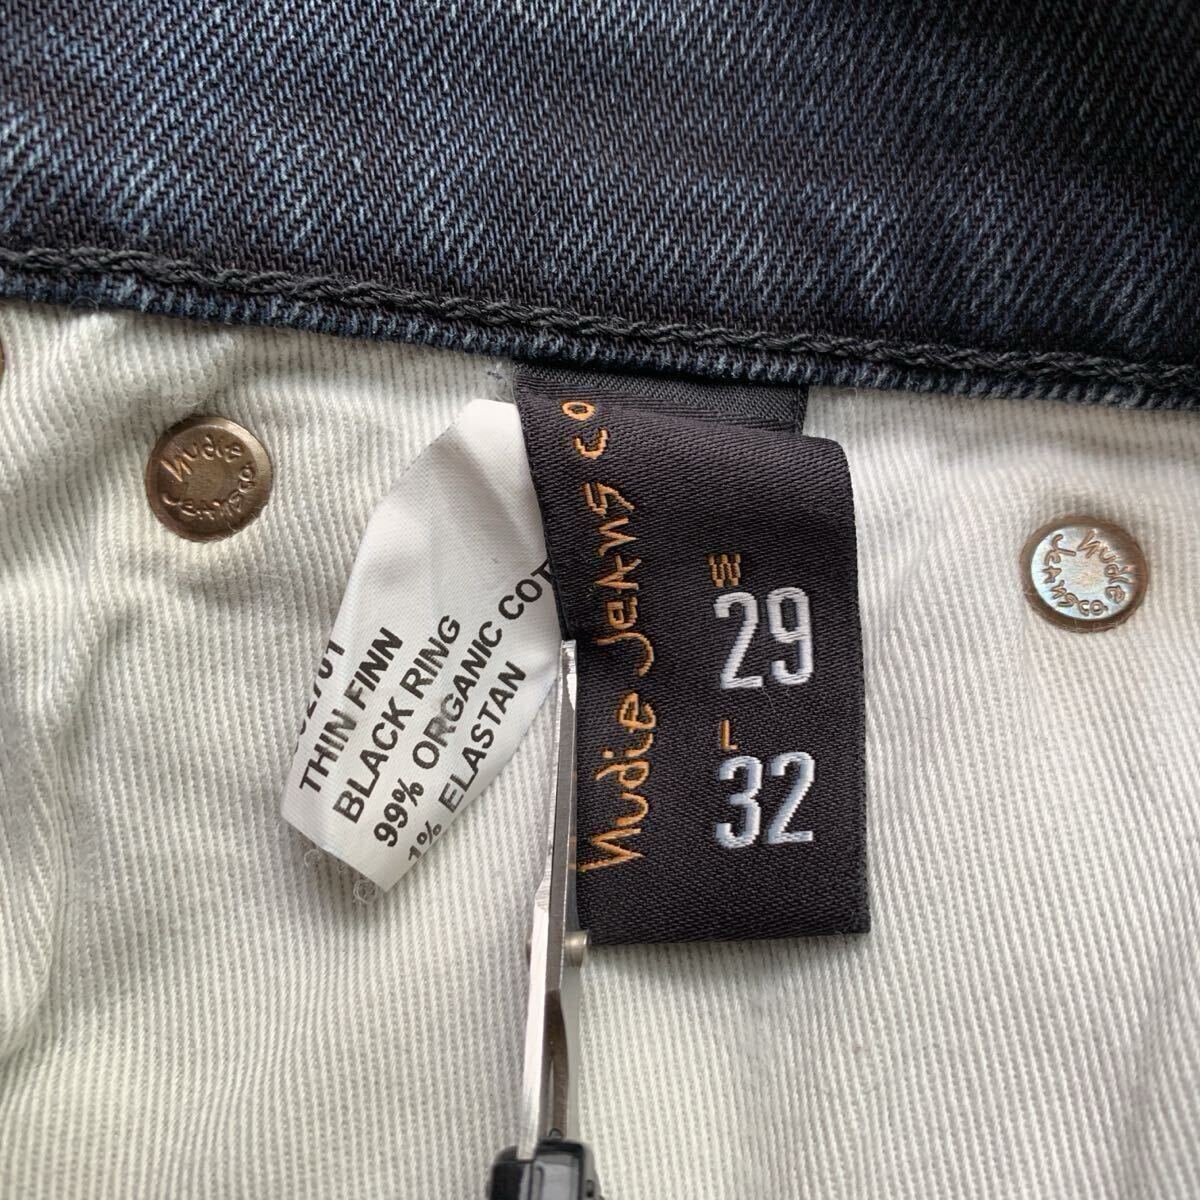 THIN FINN
BLACK RING
99% ORGANIC COT
1% ELASTAN
Nudie Jeans co
W
29
L
32
Nudie
Jeans co
Nudie
Jeans co